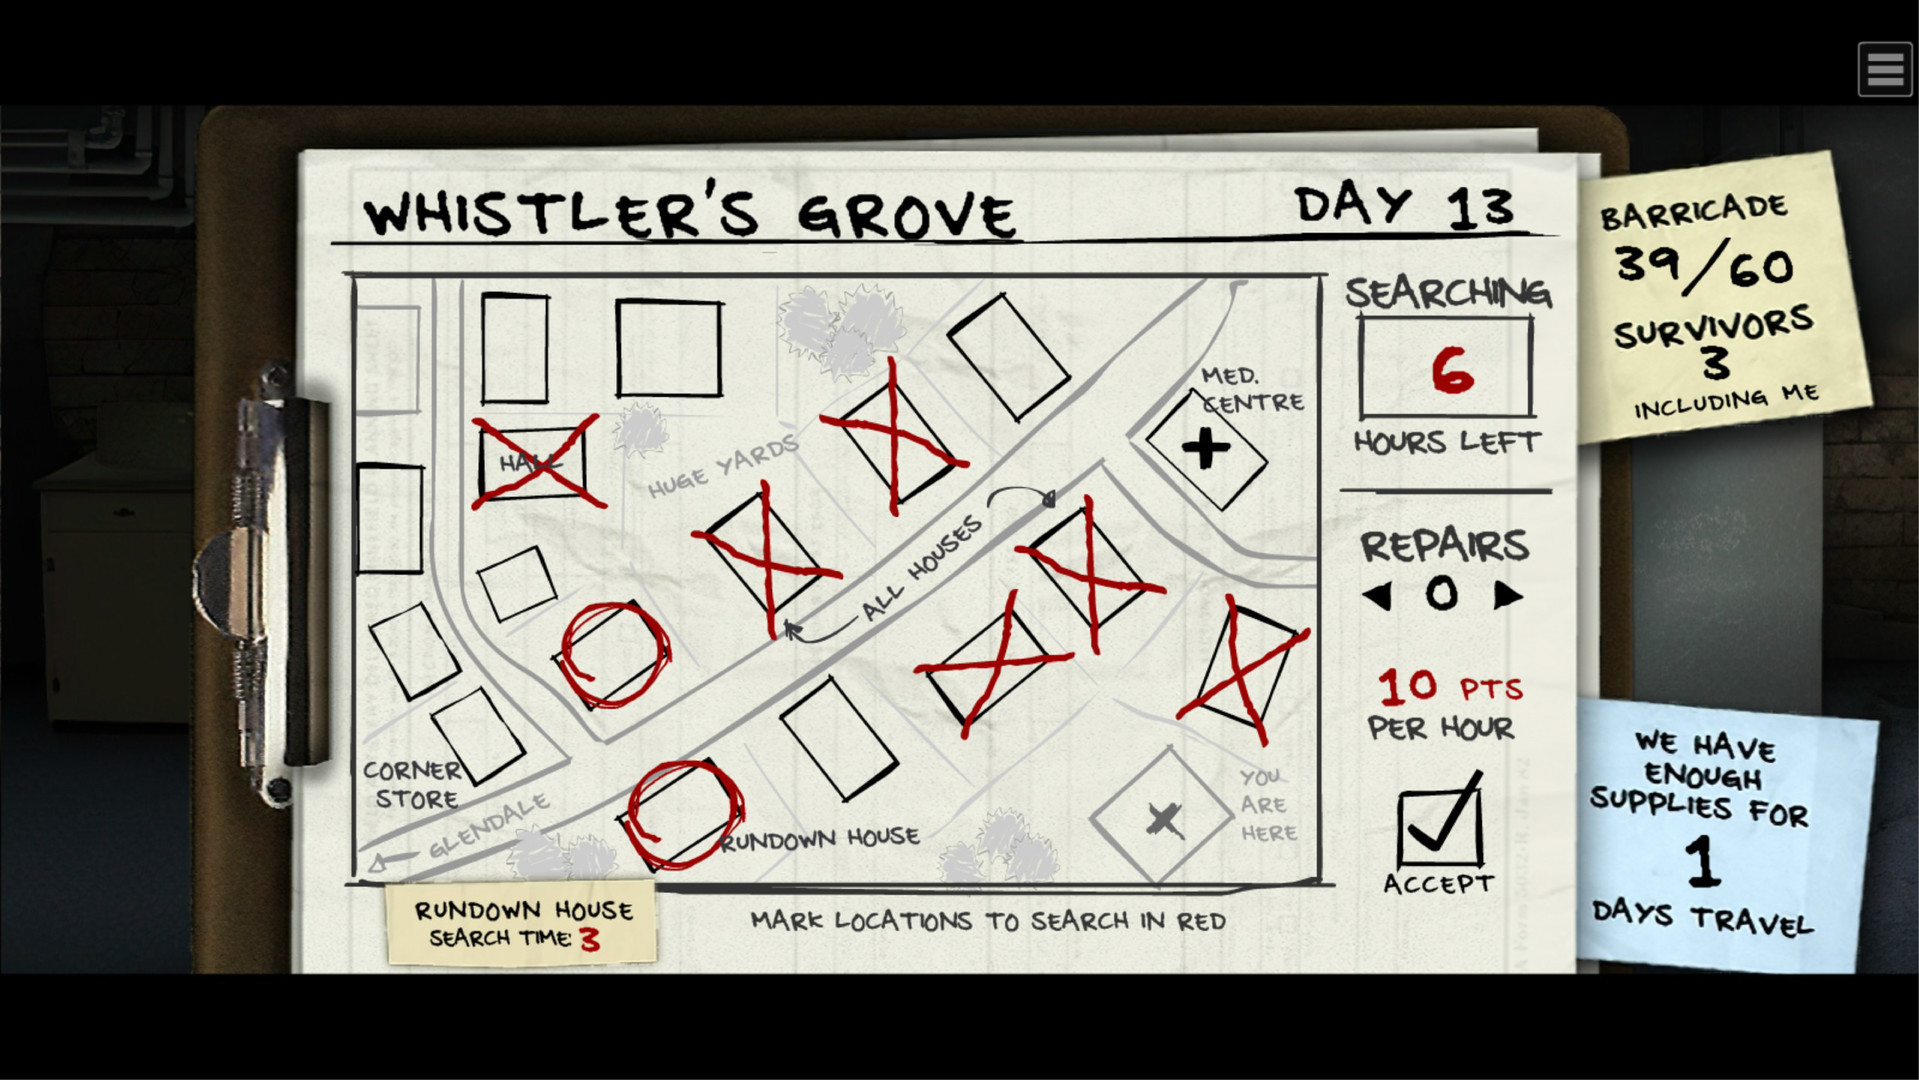 WHISTLER'S GROVE
DAY 13
BARRICADE
39/60
SURVIVORS
3
INCLUDING ME
SEARCHING
6
HOURS LEFT
MED.
CENTRE
HALL
HUGE YARDS
ALL HOUSES
REPAIRS
0
10 PTS
PER HOUR
ACCEPT
CORNER
STORE
GLENDALE
RUNDOWN HOUSE
YOU
ARE
HERE
RUNDOWN HOUSE
SEARCH TIME: 3
MARK LOCATIONS TO SEARCH IN RED
WE HAVE
ENOUGH
SUPPLIES FOR
1
DAYS TRAVEL